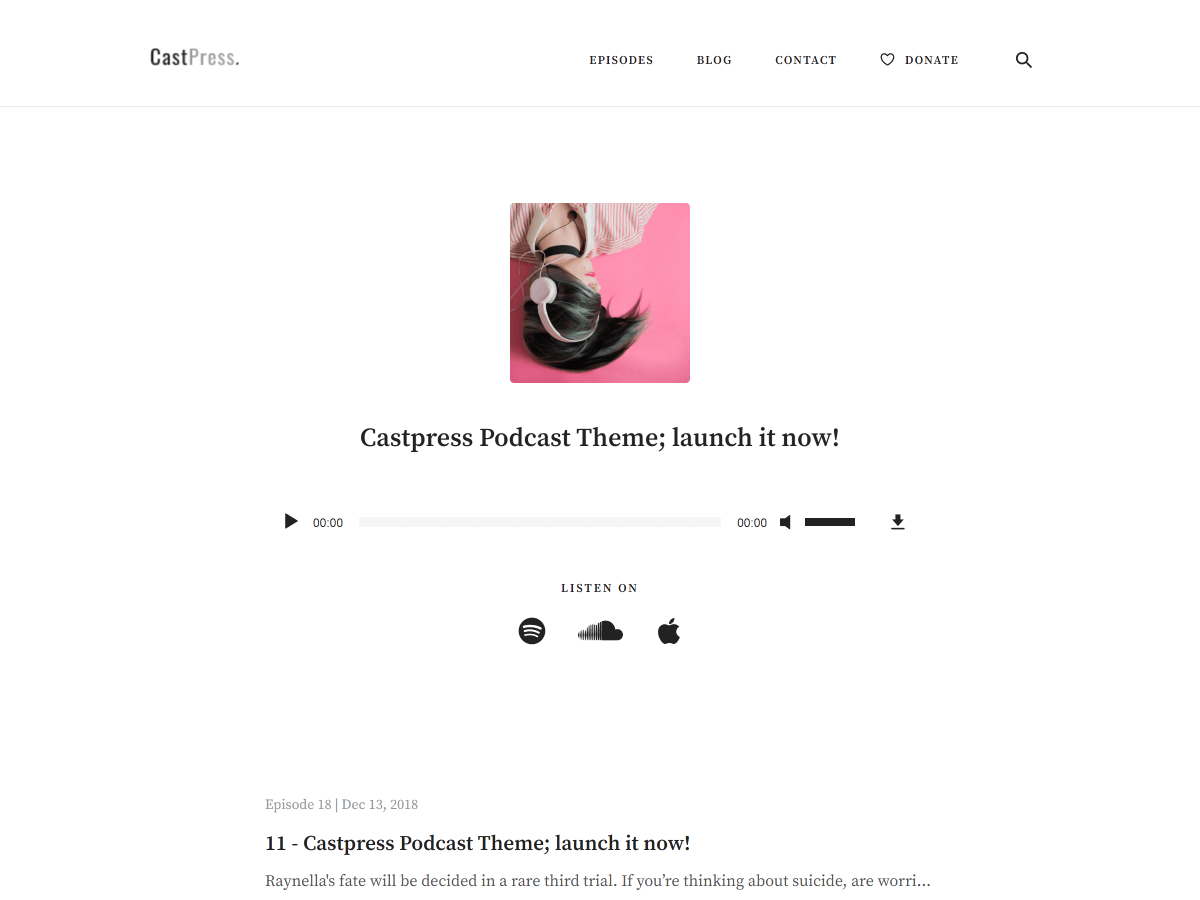 CastPress.
EPISODES BLOG CONTACT DONATE
Castpress Podcast Theme; launch it now!
00:00 00:00
LISTEN ON
Episode 18 | Dec 13, 2018
11 - Castpress Podcast Theme; launch it now!
Raynella's fate will be decided in a rare third trial. If you’re thinking about suicide, are worri...